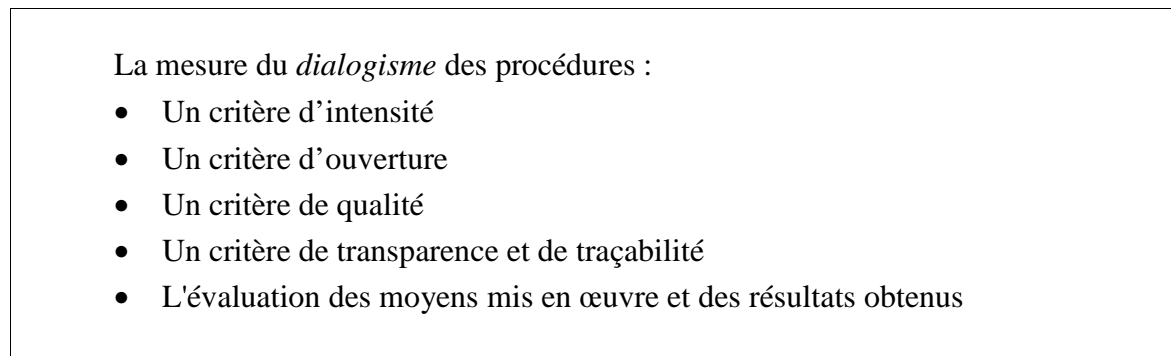 La mesure du dialogisme des procédures :
• Un critère d’intensité
• Un critère d’ouverture
• Un critère de qualité
• Un critère de transparence et de traçabilité
• L'évaluation des moyens mis en œuvre et des résultats obtenus